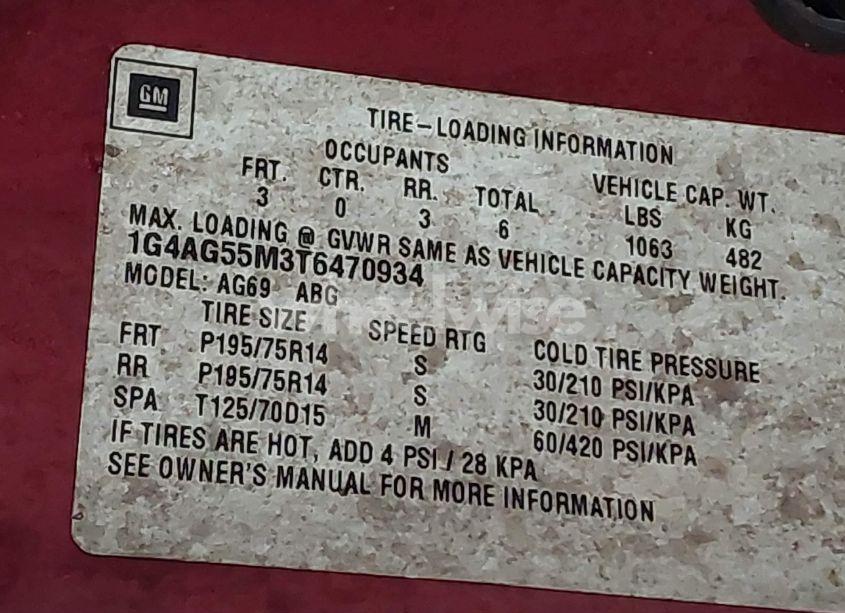 GM
TIRE-LOADING INFORMATION
OCCUPANTS VEHICLE CAP. WT.
FRT. CTR. RR. TOTAL LBS KG
3 0 3 6 1063 482
MAX. LOADING @ GVWR SAME AS VEHICLE CAPACITY WEIGHT.
1G4AG55M3T6470934
MODEL: AG69 ABG
TIRE SIZE SPEED RTG COLD TIRE PRESSURE
FRT P195/75R14 S 30/210 PSI/KPA
RR P195/75R14 S 30/210 PSI/KPA
SPA T125/70D15 M 60/420 PSI/KPA
IF TIRES ARE HOT, ADD 4 PSI / 28 KPA
SEE OWNER'S MANUAL FOR MORE INFORMATION